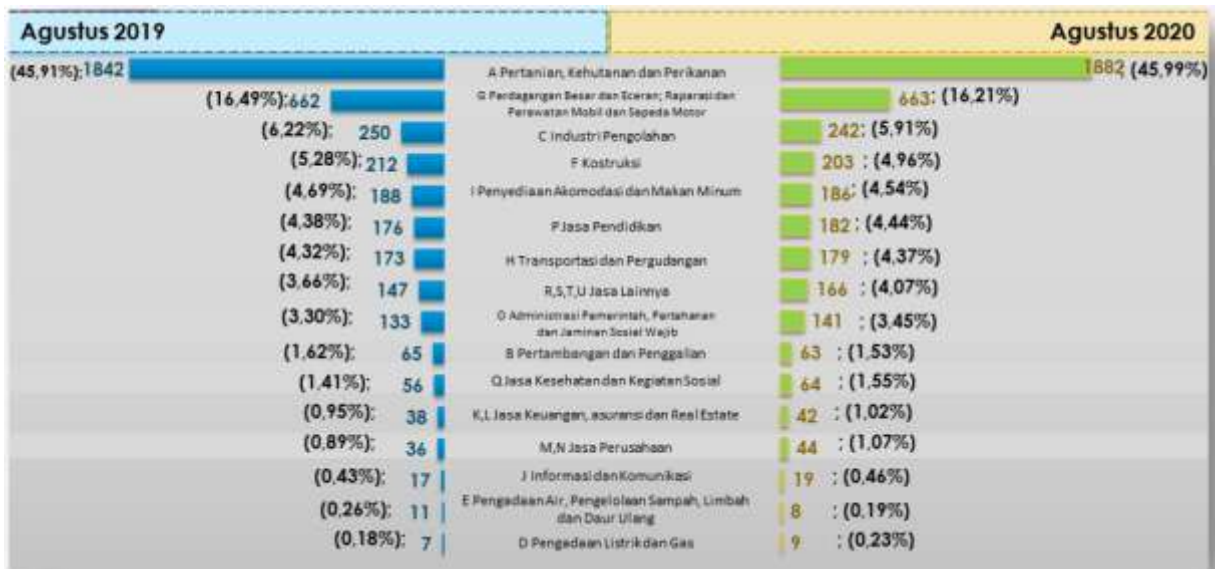 Agustus 2019 Agustus 2020
(45,91%);1842 A Pertanian, Kehutanan dan Perikanan 1882; (45,99%)
(16,49%);662 G Perdagangan Besar dan Eceran; Reparasi dan
Perawatan Mobil dan Sepeda Motor 663; (16,21%)
(6,22%); 250 C Industri Pengolahan 242; (5,91%)
(5,28%); 212 F Kostruksi 203 ; (4,96%)
(4,69%); 188 I Penyediaan Akomodasi dan Makan Minum 186; (4,54%)
(4,38%); 176 P Jasa Pendidikan 182 ; (4,44%)
(4,32%); 173 H Transportasi dan Pergudangan 179 ; (4,37%)
(3,66%); 147 R,S,T,U Jasa Lainnya 166 ; (4,07%)
(3,30%); 133 O Administrasi Pemerintah, Pertahanan
dan Jaminan Sosial Wajib 141 ; (3,45%)
(1,62%); 65 B Pertambangan dan Penggalian 63 ; (1,53%)
(1,41%); 56 Q Jasa Kesehatan dan Kegiatan Sosial 64 ; (1,55%)
(0,95%); 38 K,L Jasa Keuangan, asuransi dan Real Estate 42 ; (1,02%)
(0,89%); 36 M,N Jasa Perusahaan 44 ; (1,07%)
(0,43%); 17 J Informasi dan Komunikasi 19 ; (0,46%)
(0,26%); 11 E Pengadaan Air, Pengelolaan Sampah, Limbah
dan Daur Ulang 8 ; (0,19%)
(0,18%); 7 D Pengadaan Listrik dan Gas 9 ; (0,23%)